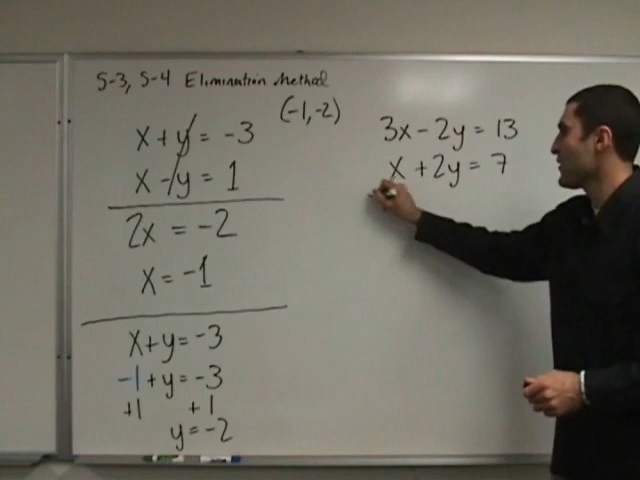 5-3, 5-4 Elimination Method
(-1,-2)
x + y = -3
x - y = 1
2x = -2
x = -1
x+y = -3
-1 + y = -3
+1 +1
y = -2
3x - 2y = 13
x + 2y = 7